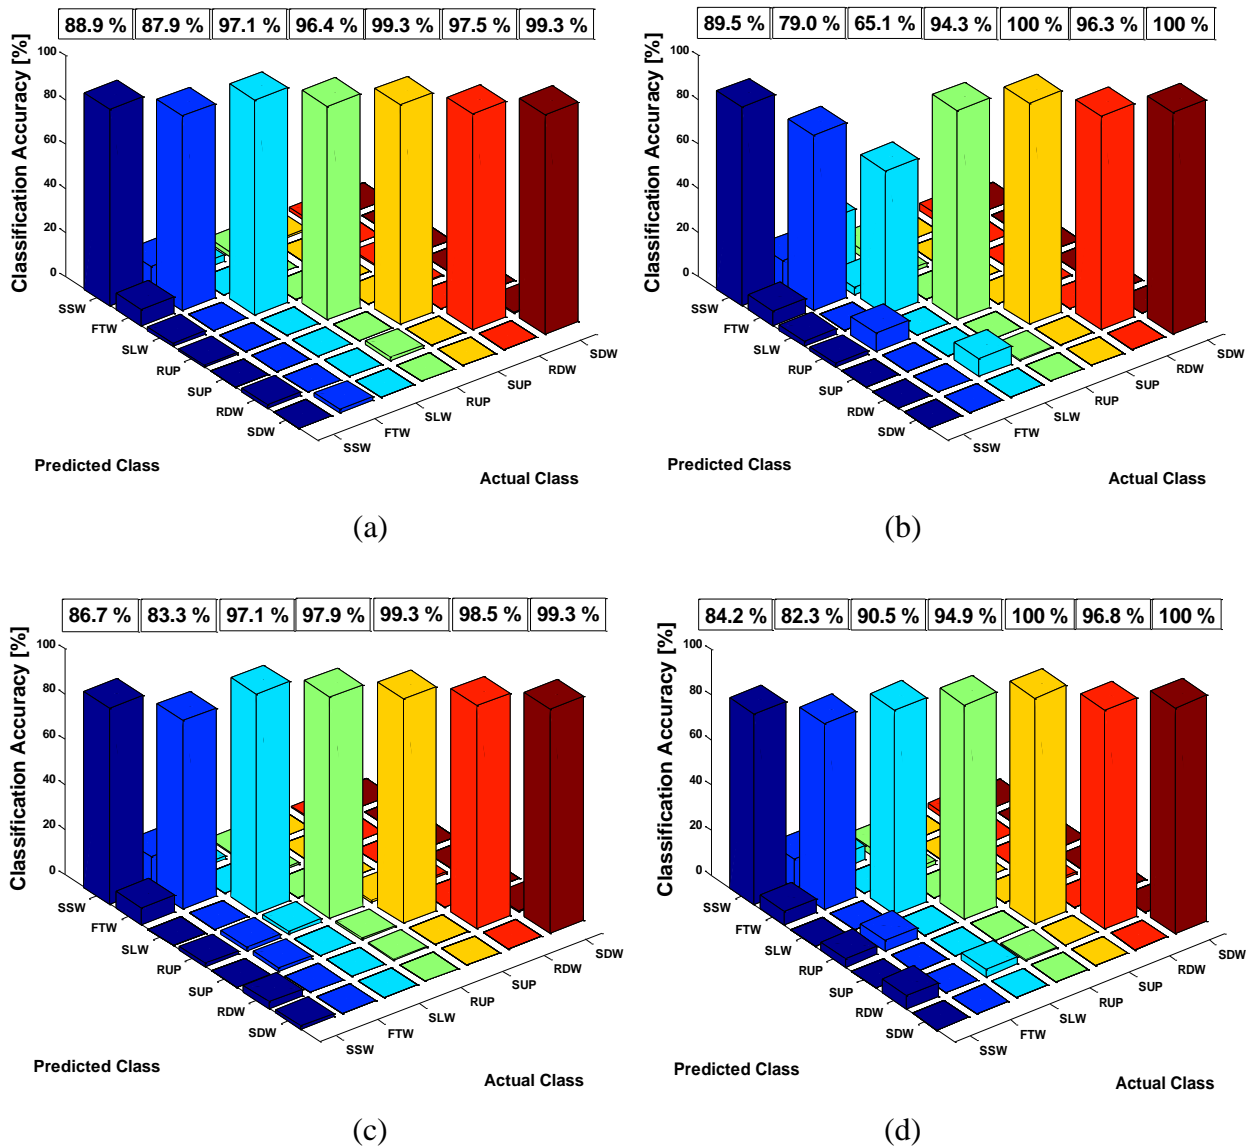 88.9 % 87.9 % 97.1 % 96.4 % 99.3 % 97.5 % 99.3 %
Classification Accuracy [%]
100
80
60
40
20
0
SSW
FTW
SLW
RUP
SUP
RDW
SDW
Predicted Class
SSW
FTW
SLW
RUP
SUP
RDW
SDW
Actual Class
(a)
89.5 % 79.0 % 65.1 % 94.3 % 100 % 96.3 % 100 %
Classification Accuracy [%]
100
80
60
40
20
0
SSW
FTW
SLW
RUP
SUP
RDW
SDW
Predicted Class
SSW
FTW
SLW
RUP
SUP
RDW
SDW
Actual Class
(b)
86.7 % 83.3 % 97.1 % 97.9 % 99.3 % 98.5 % 99.3 %
Classification Accuracy [%]
100
80
60
40
20
0
SSW
FTW
SLW
RUP
SUP
RDW
SDW
Predicted Class
SSW
FTW
SLW
RUP
SUP
RDW
SDW
Actual Class
(c)
84.2 % 82.3 % 90.5 % 94.9 % 100 % 96.8 % 100 %
Classification Accuracy [%]
100
80
60
40
20
0
SSW
FTW
SLW
RUP
SUP
RDW
SDW
Predicted Class
SSW
FTW
SLW
RUP
SUP
RDW
SDW
Actual Class
(d)